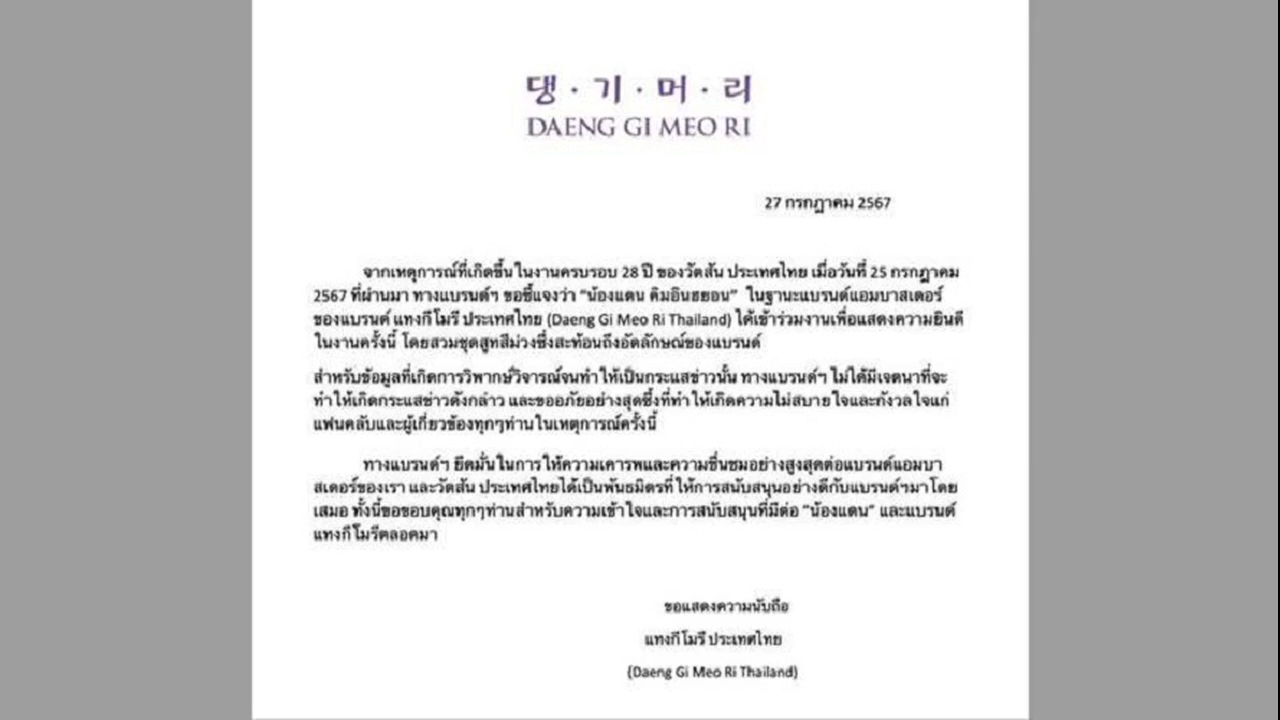 댕·기·머·리
DAENG GI MEO RI
27 กรกฎาคม 2567
จากเหตุการณ์ที่เกิดขึ้นในงานครบรอบ 28 ปี ของวัตสัน ประเทศไทย เมื่อวันที่ 25 กรกฎาคม
2567 ที่ผ่านมา ทางแบรนด์ฯ ขอชี้แจงว่า “น้องแดน คิมอินฮยอน” ในฐานะแบรนด์แอมบาสเดอร์
ของแบรนด์ แทงกีโมรี ประเทศไทย (Daeng Gi Meo Ri Thailand) ได้เข้าร่วมงานเพื่อแสดงความยินดี
ในงานครั้งนี้ โดยสวมชุดสูทสีม่วงซึ่งสะท้อนถึงอัตลักษณ์ของแบรนด์
สำหรับข้อมูลที่เกิดการวิพากษ์วิจารณ์จนทำให้เป็นกระแสข่าวนั้น ทางแบรนด์ฯ ไม่ได้มีเจตนาที่จะ
ทำให้เกิดกระแสข่าวดังกล่าว และขออภัยอย่างสุดซึ้งที่ทำให้เกิดความไม่สบายใจและกังวลใจแก่
แฟนคลับและผู้เกี่ยวข้องทุกๆท่านในเหตุการณ์ครั้งนี้
ทางแบรนด์ฯ ยึดมั่นในการให้ความเคารพและความชื่นชมอย่างสูงสุดต่อแบรนด์แอมบา
สเดอร์ของเรา และวัตสัน ประเทศไทยได้เป็นพันธมิตรที่ให้การสนับสนุนอย่างดีกับแบรนด์ฯมาโดย
เสมอ ทั้งนี้ขอขอบคุณทุกๆท่านสำหรับความเข้าใจและการสนับสนุนที่มีต่อ “น้องแดน” และแบรนด์
แทงกีโมรีตลอดมา
ขอแสดงความนับถือ
แทงกีโมรี ประเทศไทย
(Daeng Gi Meo Ri Thailand)